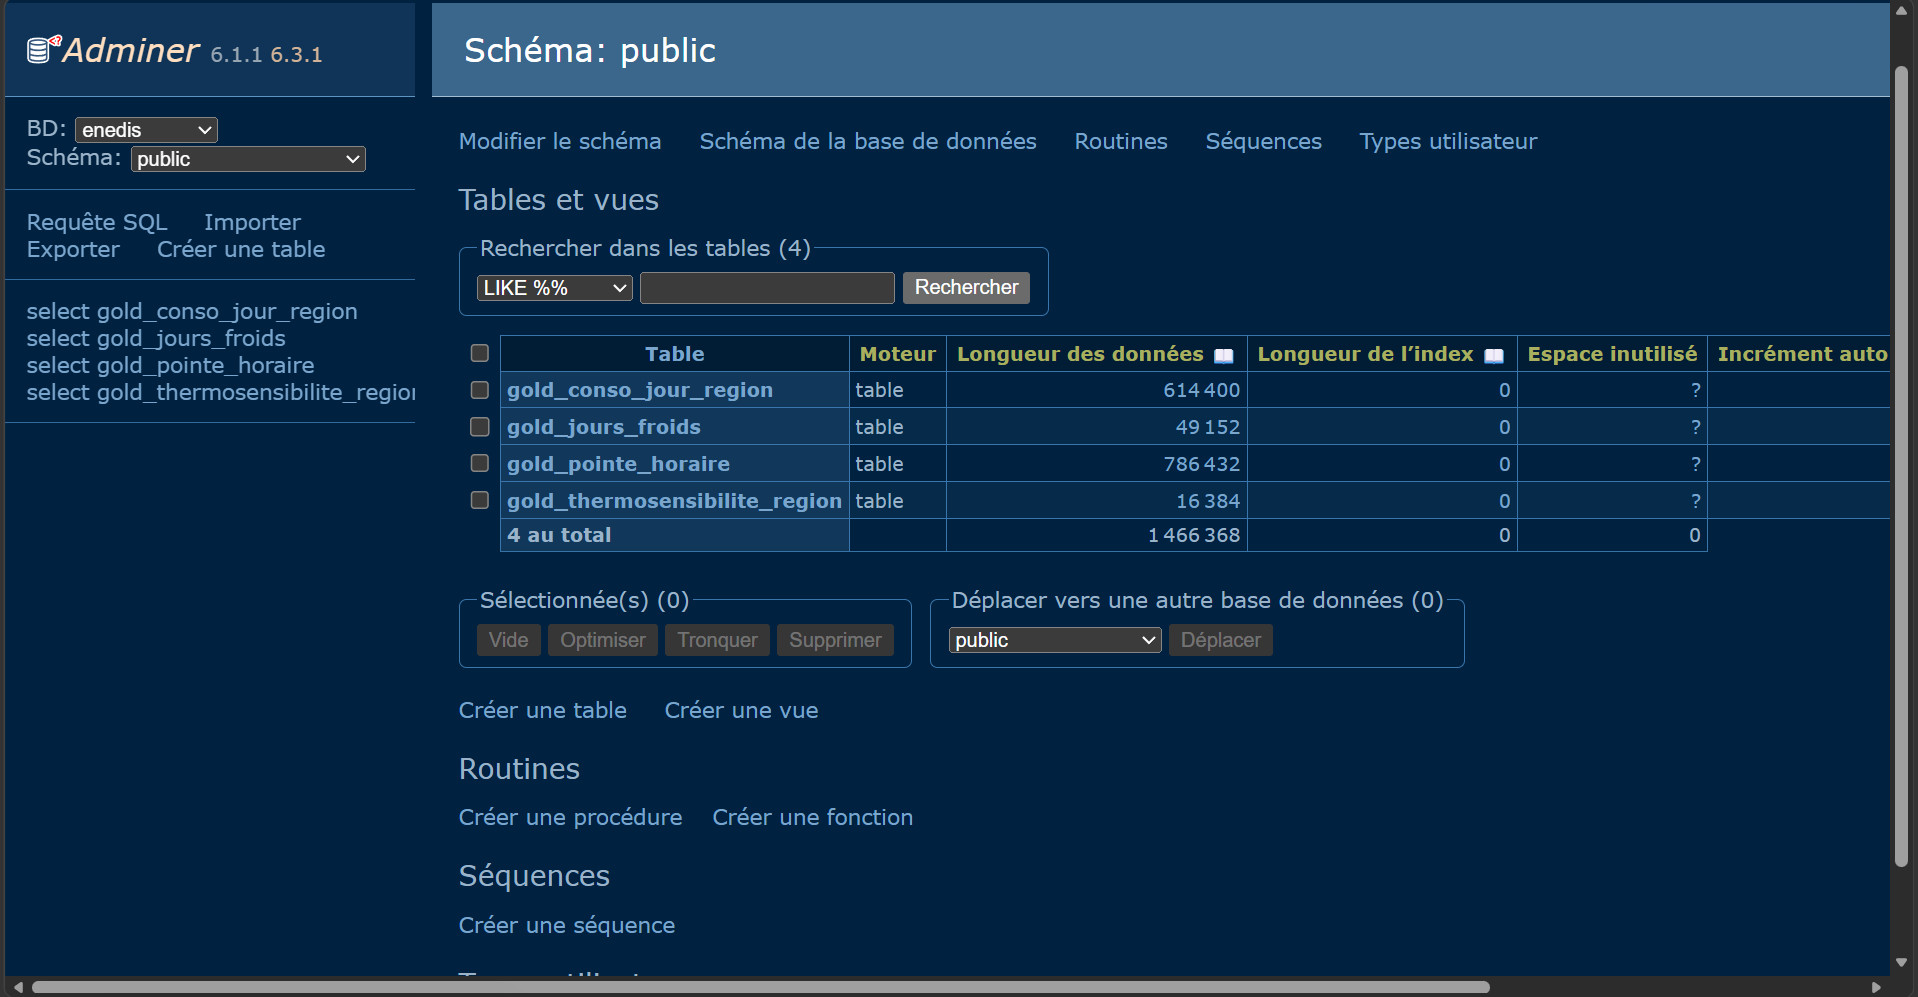 Adminer 6.1.1 6.3.1
BD: enedis
Schéma: public
Requête SQL Importer
Exporter Créer une table
select gold_conso_jour_region
select gold_jours_froids
select gold_pointe_horaire
select gold_thermosensibilite_region
Schéma: public
Modifier le schéma Schéma de la base de données Routines Séquences Types utilisateur
Tables et vues
Rechercher dans les tables (4)
LIKE %% Rechercher
Table Moteur Longueur des données Longueur de l’index Espace inutilisé Incrément auto
gold_conso_jour_region table 614 400 0 ?
gold_jours_froids table 49 152 0 ?
gold_pointe_horaire table 786 432 0 ?
gold_thermosensibilite_region table 16 384 0 ?
4 au total 1 466 368 0 0
Sélectionnée(s) (0) Déplacer vers une autre base de données (0)
Vide Optimiser Tronquer Supprimer public Déplacer
Créer une table Créer une vue
Routines
Créer une procédure Créer une fonction
Séquences
Créer une séquence